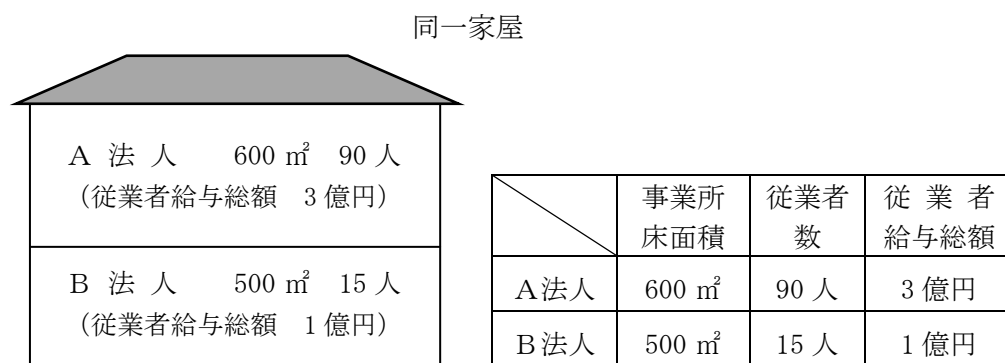 同一家屋
A 法 人 600 ㎡ 90 人
（従業者給与総額 3 億円）
B 法 人 500 ㎡ 15 人
（従業者給与総額 1 億円）
事業所 従業者 従 業 者
床面積 数 給与総額
A法人 600 ㎡ 90 人 3 億円
B法人 500 ㎡ 15 人 1 億円